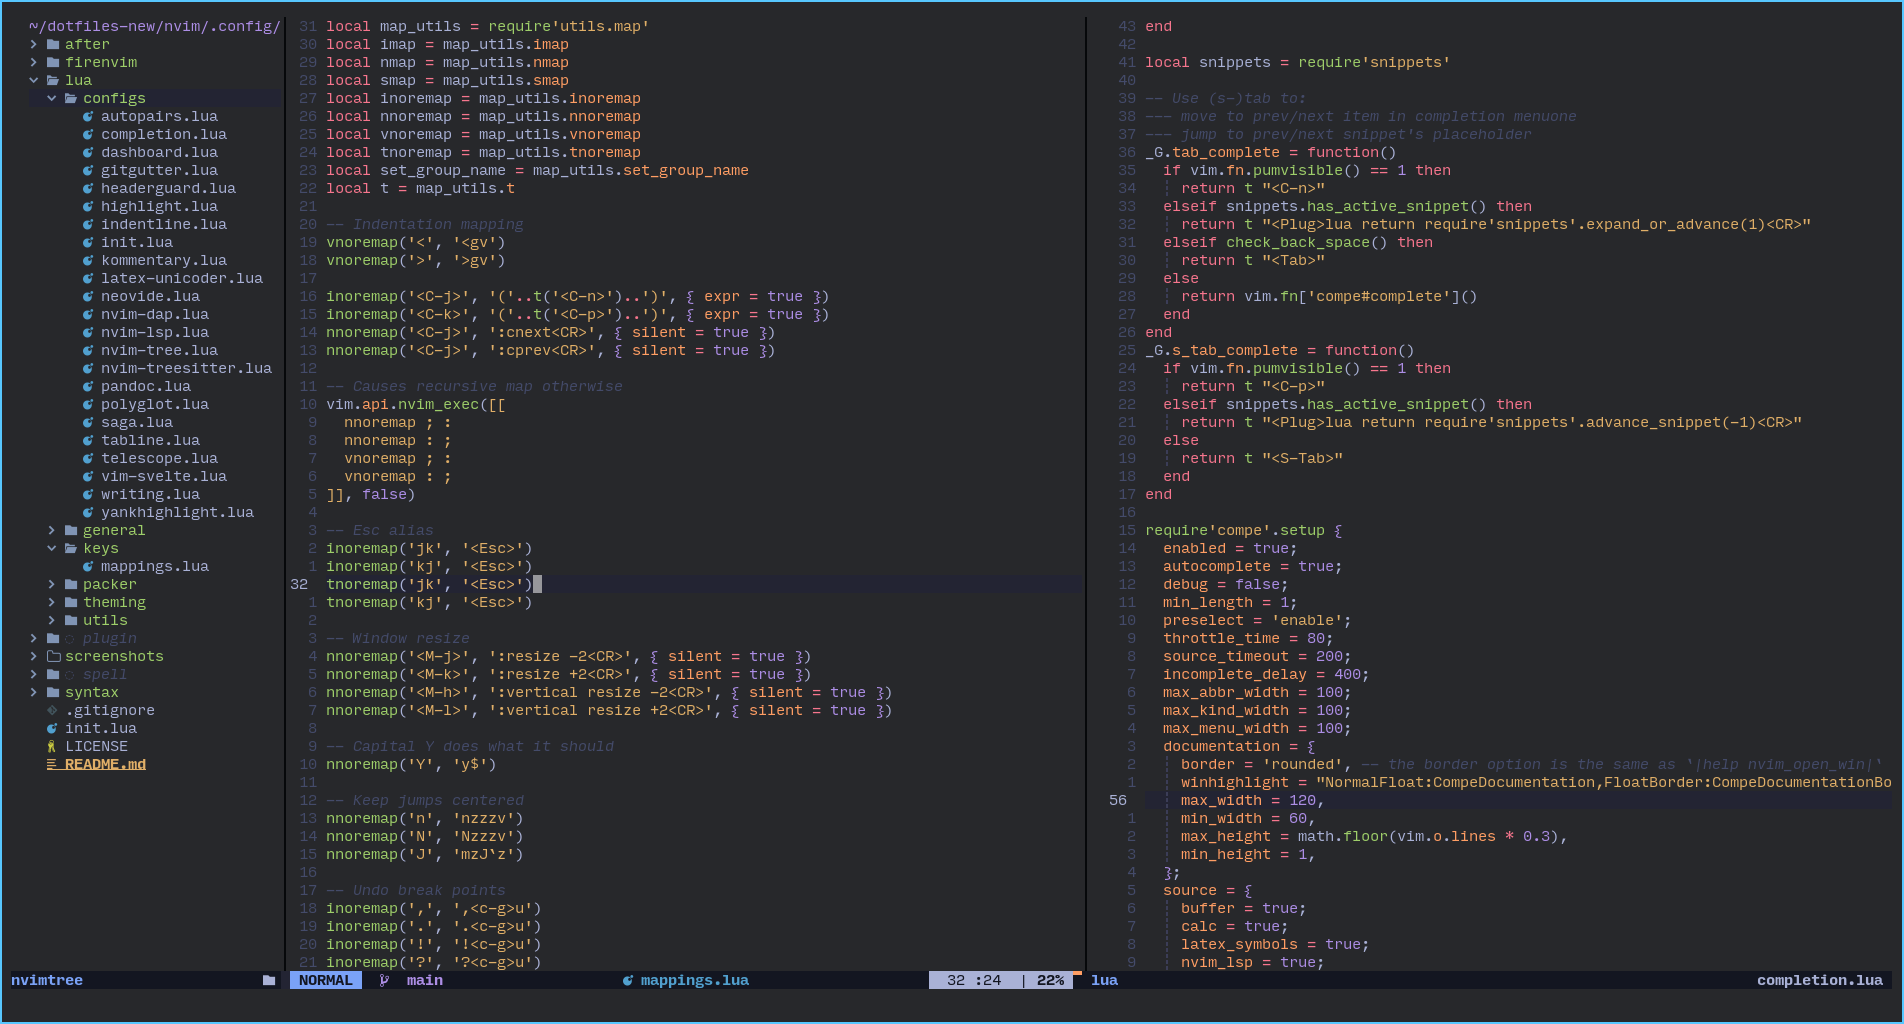 ~/dotfiles-new/nvim/.config/
after
firenvim
lua
configs
autopairs.lua
completion.lua
dashboard.lua
gitgutter.lua
headerguard.lua
highlight.lua
indentline.lua
init.lua
kommentary.lua
latex-unicoder.lua
neovide.lua
nvim-dap.lua
nvim-lsp.lua
nvim-tree.lua
nvim-treesitter.lua
pandoc.lua
polyglot.lua
saga.lua
tabline.lua
telescope.lua
vim-svelte.lua
writing.lua
yankhighlight.lua
general
keys
mappings.lua
packer
theming
utils
plugin
screenshots
spell
syntax
.gitignore
init.lua
LICENSE
README.md
nvimtree
31 local map_utils = require'utils.map'
30 local imap = map_utils.imap
29 local nmap = map_utils.nmap
28 local smap = map_utils.smap
27 local inoremap = map_utils.inoremap
26 local nnoremap = map_utils.nnoremap
25 local vnoremap = map_utils.vnoremap
24 local tnoremap = map_utils.tnoremap
23 local set_group_name = map_utils.set_group_name
22 local t = map_utils.t
21
20 -- Indentation mapping
19 vnoremap('<', '<gv')
18 vnoremap('>', '>gv')
17
16 inoremap('<C-j>', '('..t('<C-n>')..')', { expr = true })
15 inoremap('<C-k>', '('..t('<C-p>')..')', { expr = true })
14 nnoremap('<C-j>', ':cnext<CR>', { silent = true })
13 nnoremap('<C-j>', ':cprev<CR>', { silent = true })
12
11 -- Causes recursive map otherwise
10 vim.api.nvim_exec([[
9 nnoremap ; :
8 nnoremap : ;
7 vnoremap ; :
6 vnoremap : ;
5 ]], false)
4
3 -- Esc alias
2 inoremap('jk', '<Esc>')
1 inoremap('kj', '<Esc>')
32 tnoremap('jk', '<Esc>')
1 tnoremap('kj', '<Esc>')
2
3 -- Window resize
4 nnoremap('<M-j>', ':resize -2<CR>', { silent = true })
5 nnoremap('<M-k>', ':resize +2<CR>', { silent = true })
6 nnoremap('<M-h>', ':vertical resize -2<CR>', { silent = true })
7 nnoremap('<M-l>', ':vertical resize +2<CR>', { silent = true })
8
9 -- Capital Y does what it should
10 nnoremap('Y', 'y$')
11
12 -- Keep jumps centered
13 nnoremap('n', 'nzzzv')
14 nnoremap('N', 'Nzzzv')
15 nnoremap('J', 'mzJ`z')
16
17 -- Undo break points
18 inoremap(',', ',<c-g>u')
19 inoremap('.', '.<c-g>u')
20 inoremap('!', '!<c-g>u')
21 inoremap('?', '?<c-g>u')
NORMAL main mappings.lua 32 :24 | 22%
43 end
42
41 local snippets = require'snippets'
40
39 -- Use (s-)tab to:
38 --- move to prev/next item in completion menuone
37 --- jump to prev/next snippet's placeholder
36 _G.tab_complete = function()
35 if vim.fn.pumvisible() == 1 then
34 return t "<C-n>"
33 elseif snippets.has_active_snippet() then
32 return t "<Plug>lua return require'snippets'.expand_or_advance(1)<CR>"
31 elseif check_back_space() then
30 return t "<Tab>"
29 else
28 return vim.fn['compe#complete']()
27 end
26 end
25 _G.s_tab_complete = function()
24 if vim.fn.pumvisible() == 1 then
23 return t "<C-p>"
22 elseif snippets.has_active_snippet() then
21 return t "<Plug>lua return require'snippets'.advance_snippet(-1)<CR>"
20 else
19 return t "<S-Tab>"
18 end
17 end
16
15 require'compe'.setup {
14 enabled = true;
13 autocomplete = true;
12 debug = false;
11 min_length = 1;
10 preselect = 'enable';
9 throttle_time = 80;
8 source_timeout = 200;
7 incomplete_delay = 400;
6 max_abbr_width = 100;
5 max_kind_width = 100;
4 max_menu_width = 100;
3 documentation = {
2 border = 'rounded', -- the border option is the same as `|help nvim_open_win|`
1 winhighlight = "NormalFloat:CompeDocumentation,FloatBorder:CompeDocumentationBo
56 max_width = 120,
1 min_width = 60,
2 max_height = math.floor(vim.o.lines * 0.3),
3 min_height = 1,
4 };
5 source = {
6 buffer = true;
7 calc = true;
8 latex_symbols = true;
9 nvim_lsp = true;
lua completion.lua